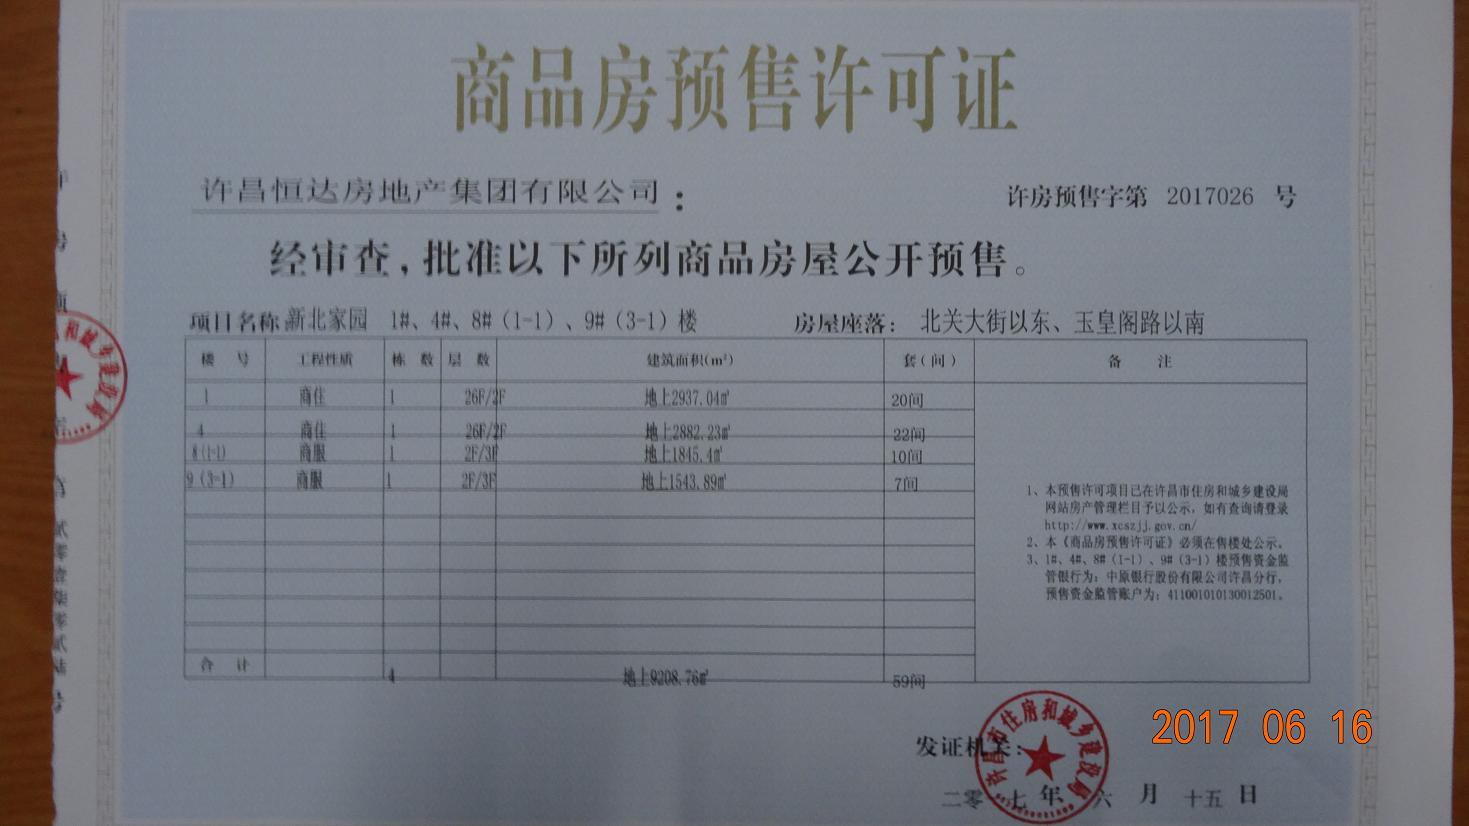 商品房预售许可证
许昌恒达房地产集团有限公司：
许房预售字第 2017026 号
经审查，批准以下所列商品房屋公开预售。
项目名称 新北家园 1#、4#、8#（1-1）、9#（3-1）楼 房屋座落： 北关大街以东、玉皇阁路以南
楼 号 工程性质 栋 数 层 数 建筑面积(㎡) 套(间) 备 注
1 商住 1 26F/2F 地上2937.04㎡ 20间
4 商住 1 26F/2F 地上2882.23㎡ 22间
8(1-1) 商服 1 2F/3F 地上1845.4㎡ 10间
9（3-1） 商服 1 2F/3F 地上1543.89㎡ 7间
1、本预售许可项目已在许昌市住房和城乡建设局
网站房产管理栏目予以公示，如有查询请登录
http://www.xcszjj.gov.cn/
2、本《商品房预售许可证》必须在售楼处公示。
3、1#、4#、8#（1-1）、9#（3-1）楼预售资金监
管银行为：中原银行股份有限公司许昌分行，
预售资金监管账户为：411001010130012501。
合 计 4 地上9208.76㎡ 59间
发证机关：
许昌市住房和城乡建设局
二零 七 年 六 月 十五 日
2017 06 16